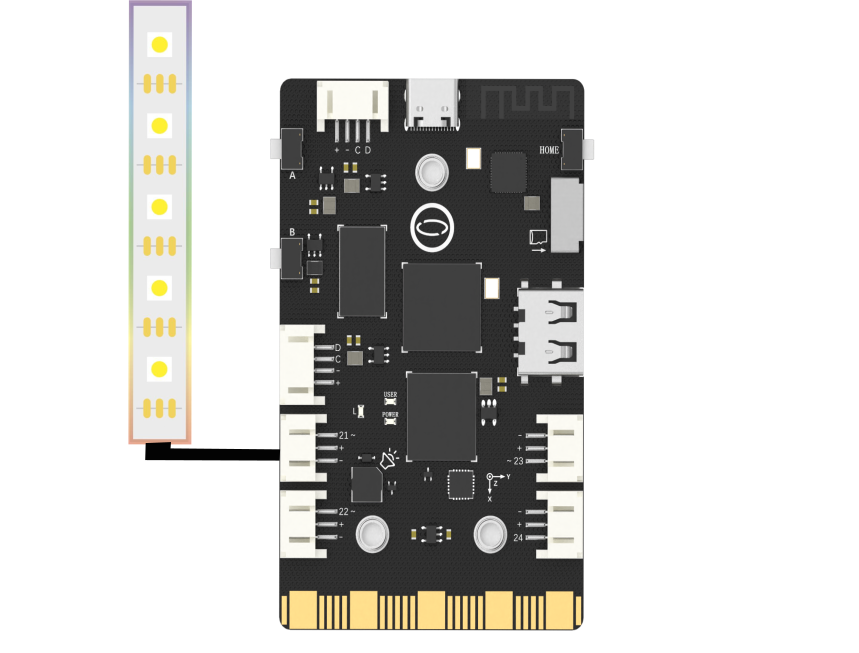 + - C D
HOME
A
B
D
C
-
+
USER
L
POWER
21 ~
+
-
-
+
~ 23
Y
Z
X
22 ~
+
-
-
+
24